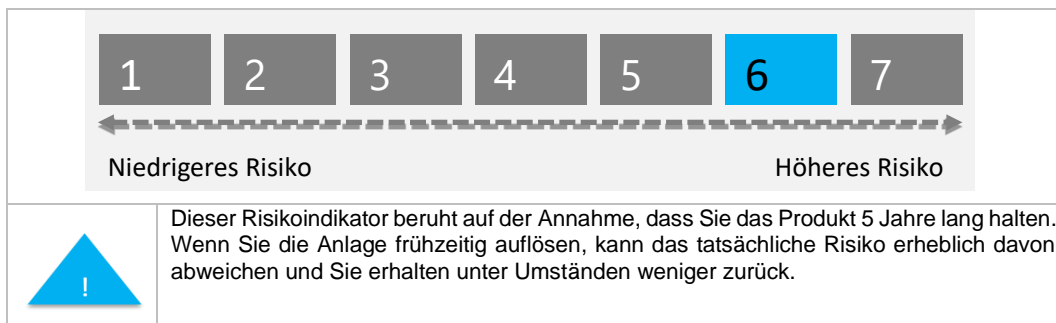 1 2 3 4 5 6 7
Niedrigeres Risiko Höheres Risiko
Dieser Risikoindikator beruht auf der Annahme, dass Sie das Produkt 5 Jahre lang halten.
Wenn Sie die Anlage frühzeitig auflösen, kann das tatsächliche Risiko erheblich davon
abweichen und Sie erhalten unter Umständen weniger zurück.
!